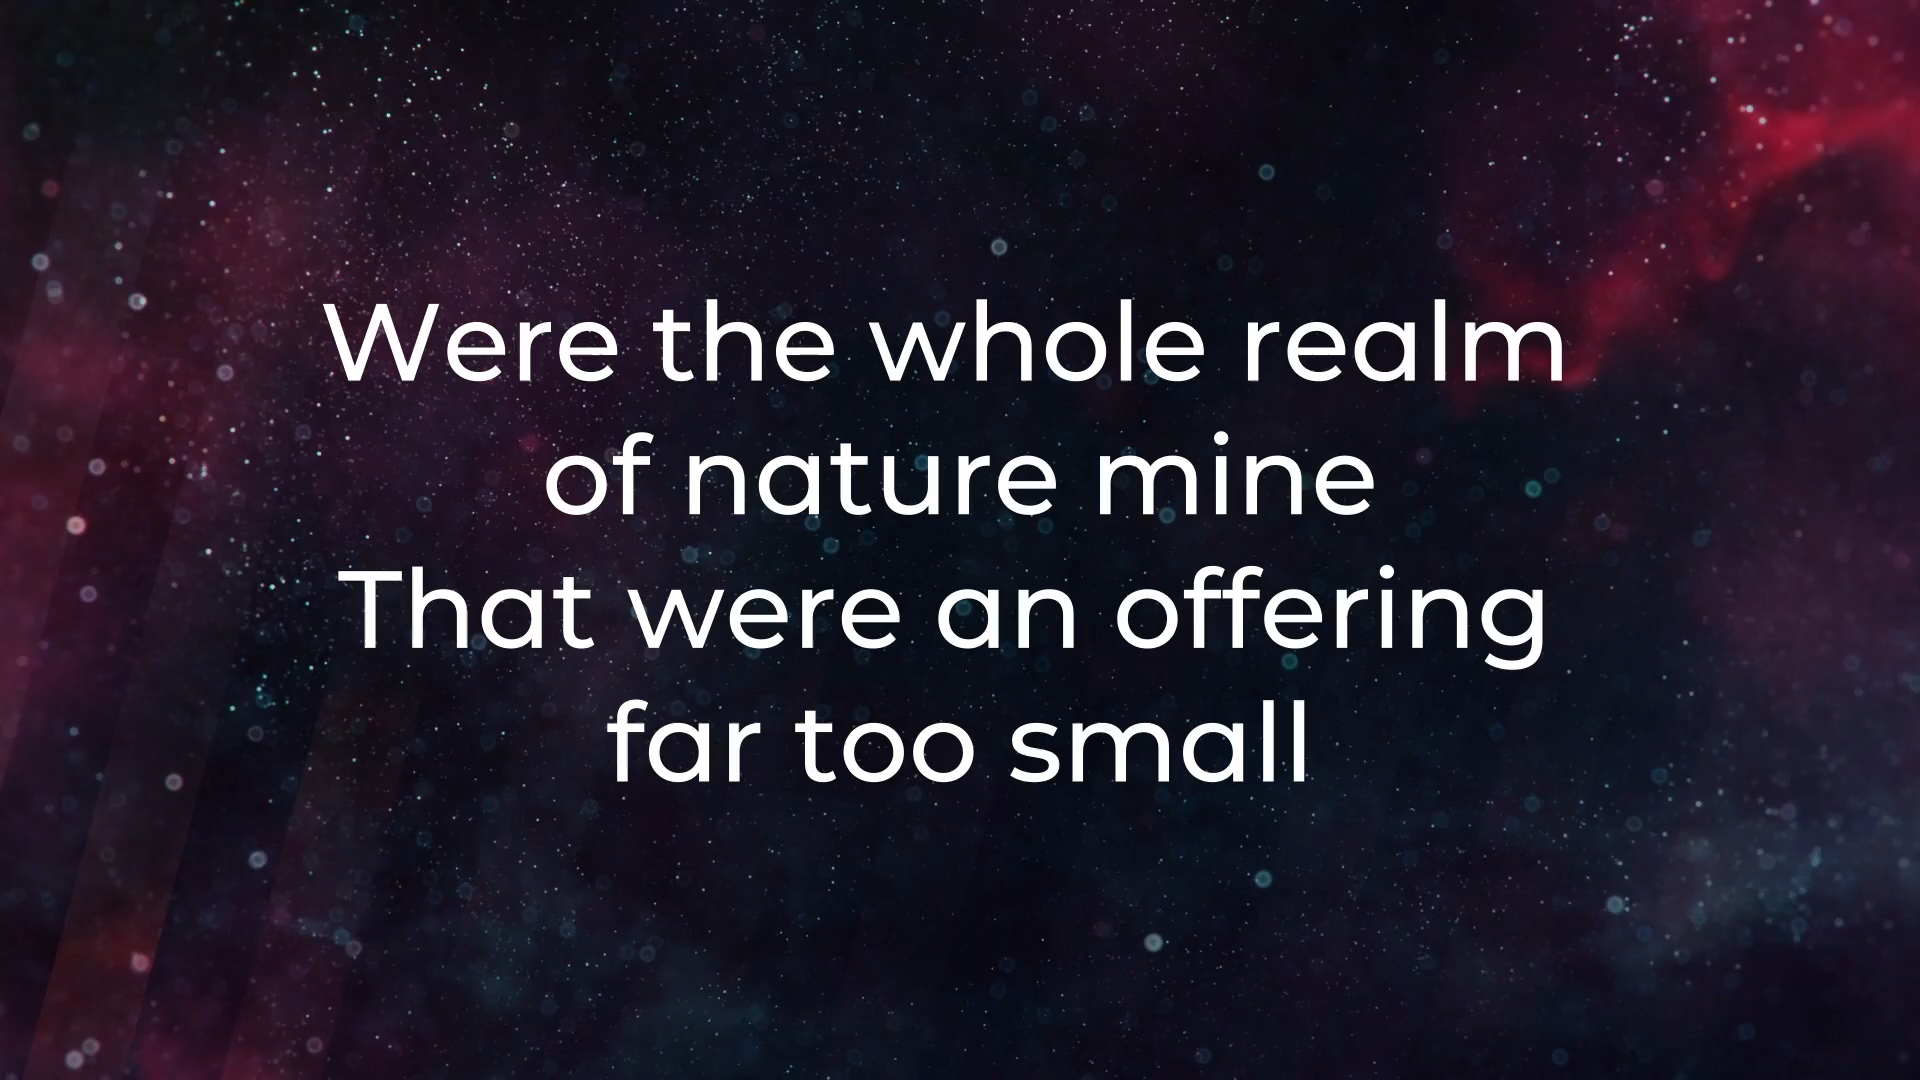 Were the whole realm
of nature mine
That were an offering
far too small